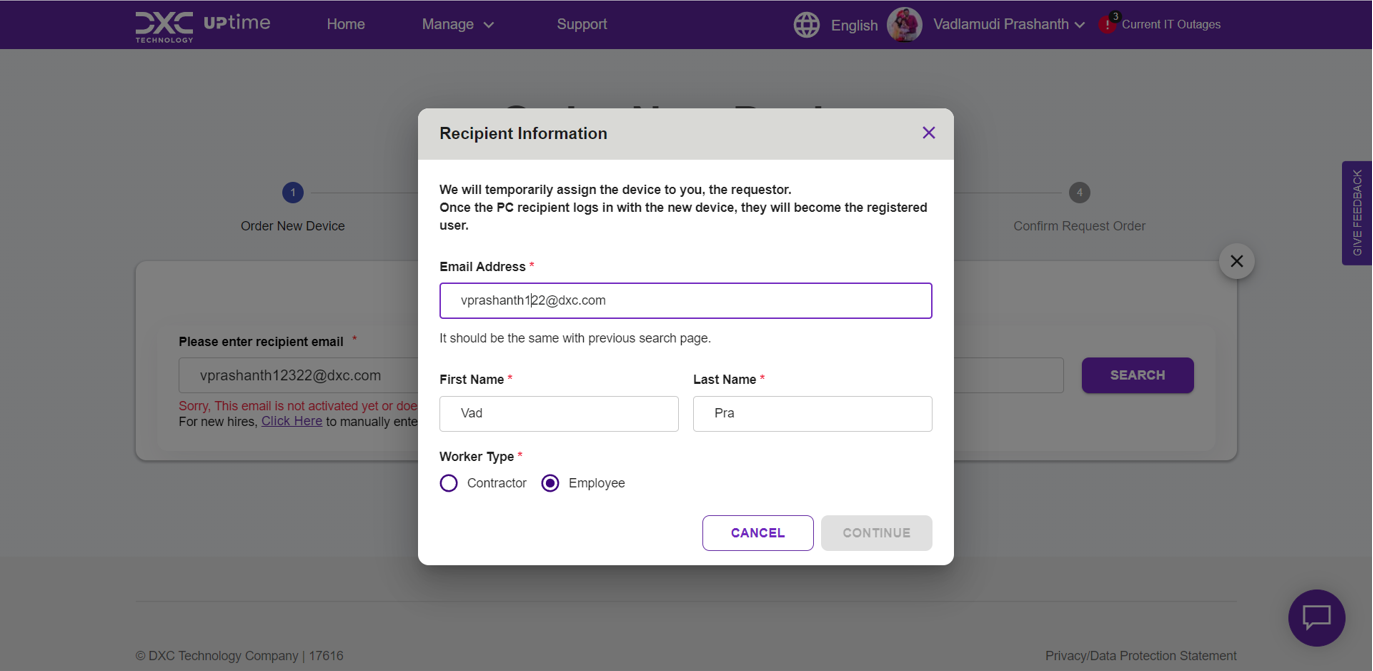 DXC TECHNOLOGY UPtime Home Manage Support English Vadlamudi Prashanth ! 3 Current IT Outages
Recipient Information
We will temporarily assign the device to you, the requestor.
Once the PC recipient logs in with the new device, they will become the registered
user.
1 4
Order New Device Confirm Request Order
GIVE FEEDBACK
Email Address *
vprashanth122@dxc.com
It should be the same with previous search page.
Please enter recipient email *
vprashanth12322@dxc.com SEARCH
Sorry, This email is not activated yet or doe
For new hires, Click Here to manually ente
First Name * Last Name *
Vad Pra
Worker Type *
Contractor Employee
CANCEL CONTINUE
© DXC Technology Company | 17616 Privacy/Data Protection Statement